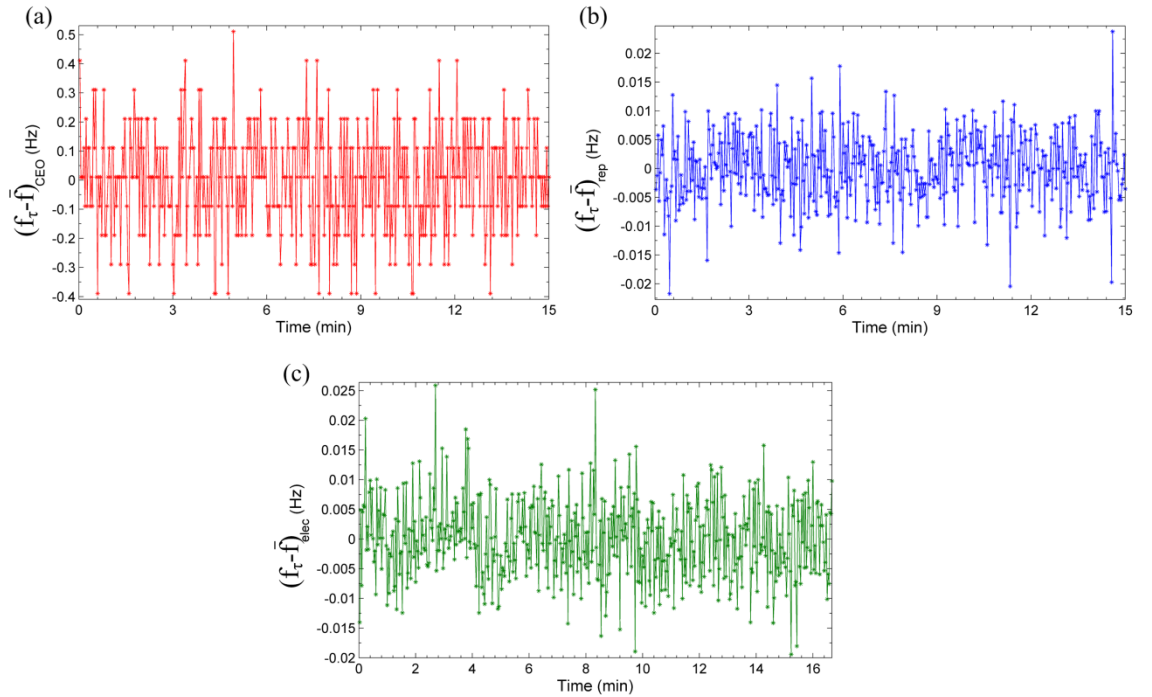 (a)
0.5
0.4
0.3
0.2
0.1
0
-0.1
-0.2
-0.3
-0.4
(f_τ-f̄)_CEO (Hz)
0 3 6 9 12 15
Time (min)
(b)
0.02
0.015
0.01
0.005
0
-0.005
-0.01
-0.015
-0.02
(f_τ-f̄)_rep (Hz)
0 3 6 9 12 15
Time (min)
(c)
0.025
0.02
0.015
0.01
0.005
0
-0.005
-0.01
-0.015
-0.02
(f_τ-f̄)_elec (Hz)
0 2 4 6 8 10 12 14 16
Time (min)